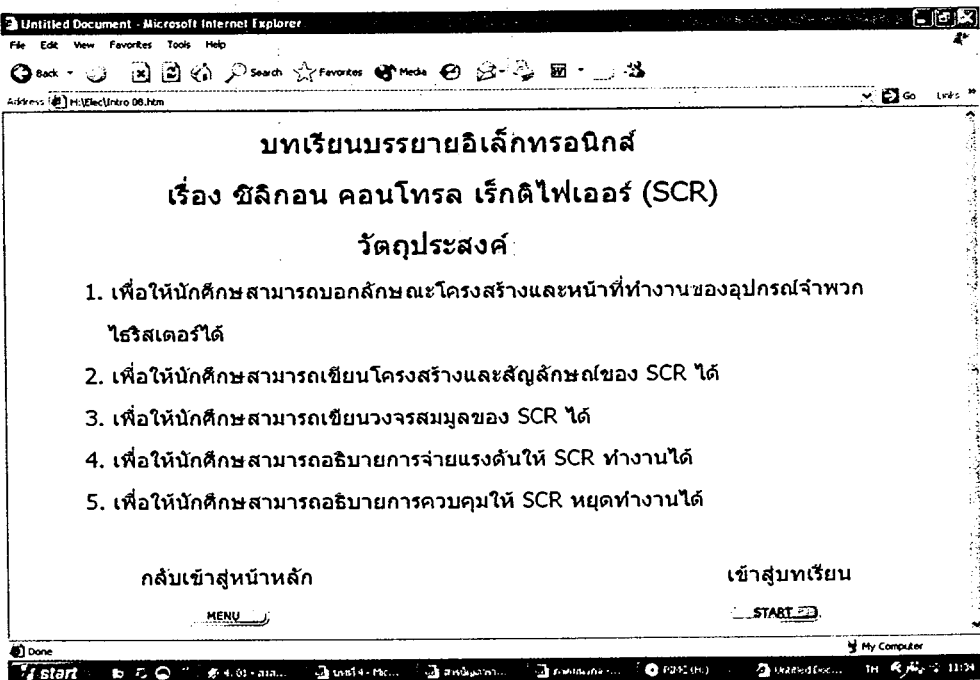 Untitled Document - Microsoft Internet Explorer
File Edit View Favorites Tools Help
Back Search Favorites Media
Address H:\Elec\Intro 08.htm Go Links »
บทเรียนบรรยายอิเล็กทรอนิกส์
เรื่อง ซิลิกอน คอนโทรล เร็กติไฟเออร์ (SCR)
วัตถุประสงค์
1. เพื่อให้นักศึกษสามารถบอกลักษณะโครงสร้างและหน้าที่ทำงานของอุปกรณ์จำพวก
ไธริสเตอร์ได้
2. เพื่อให้นักศึกษสามารถเขียนโครงสร้างและสัญลักษณ์ของ SCR ได้
3. เพื่อให้นักศึกษสามารถเขียนวงจรสมมูลของ SCR ได้
4. เพื่อให้นักศึกษสามารถอธิบายการจ่ายแรงดันให้ SCR ทำงานได้
5. เพื่อให้นักศึกษสามารถอธิบายการควบคุมให้ SCR หยุดทำงานได้
กลับเข้าสู่หน้าหลัก เข้าสู่บทเรียน
MENU START
Done My Computer
start บทที่ 4 - Mic... Untitled Doc... TH 11:34